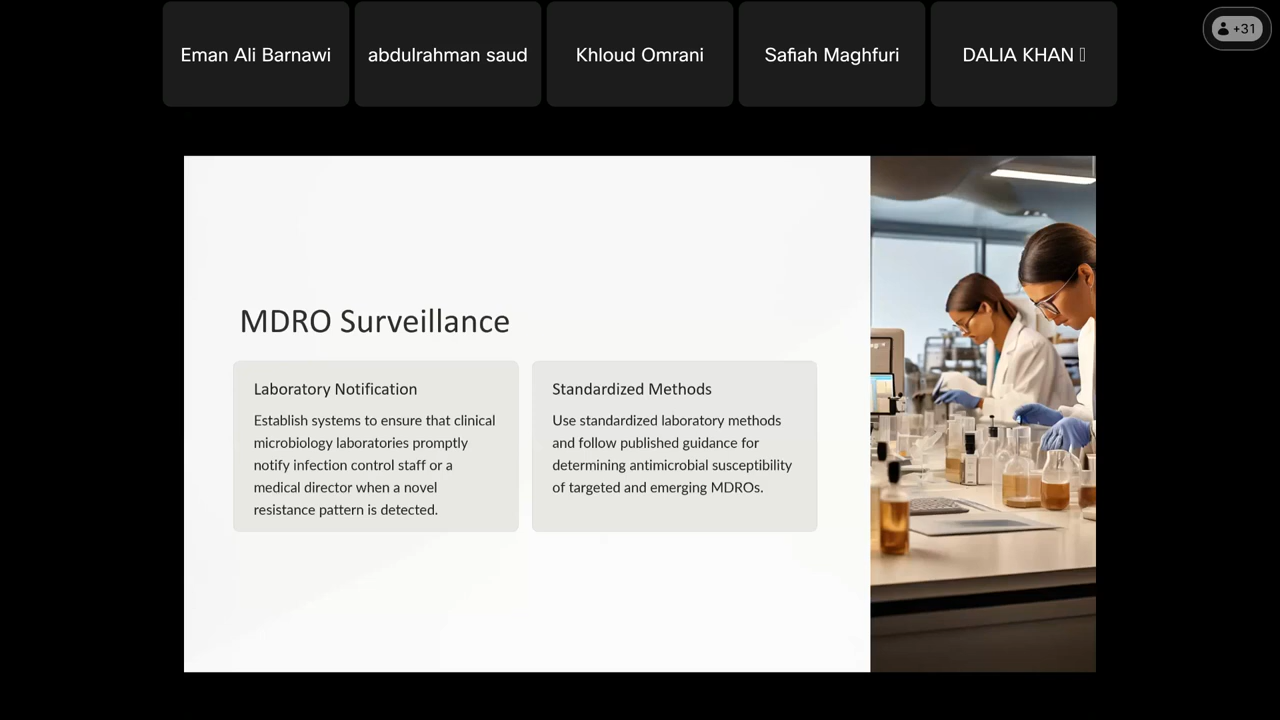 Eman Ali Barnawi
abdulrahman saud
Khloud Omrani
Safiah Maghfuri
DALIA KHAN
+31
MDRO Surveillance
Laboratory Notification
Establish systems to ensure that clinical
microbiology laboratories promptly
notify infection control staff or a
medical director when a novel
resistance pattern is detected.
Standardized Methods
Use standardized laboratory methods
and follow published guidance for
determining antimicrobial susceptibility
of targeted and emerging MDROs.